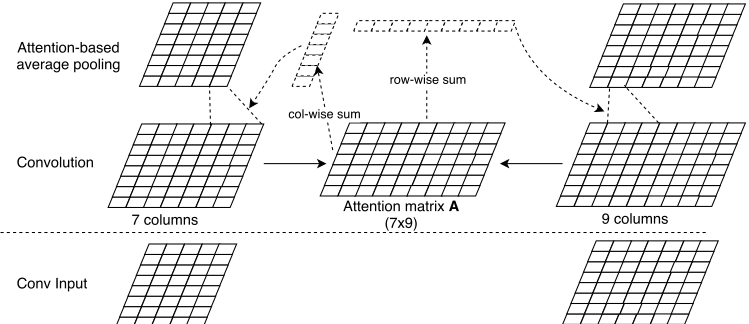 Attention-based
average pooling
row-wise sum
col-wise sum
Convolution
Attention matrix A
(7x9)
7 columns
9 columns
Conv Input